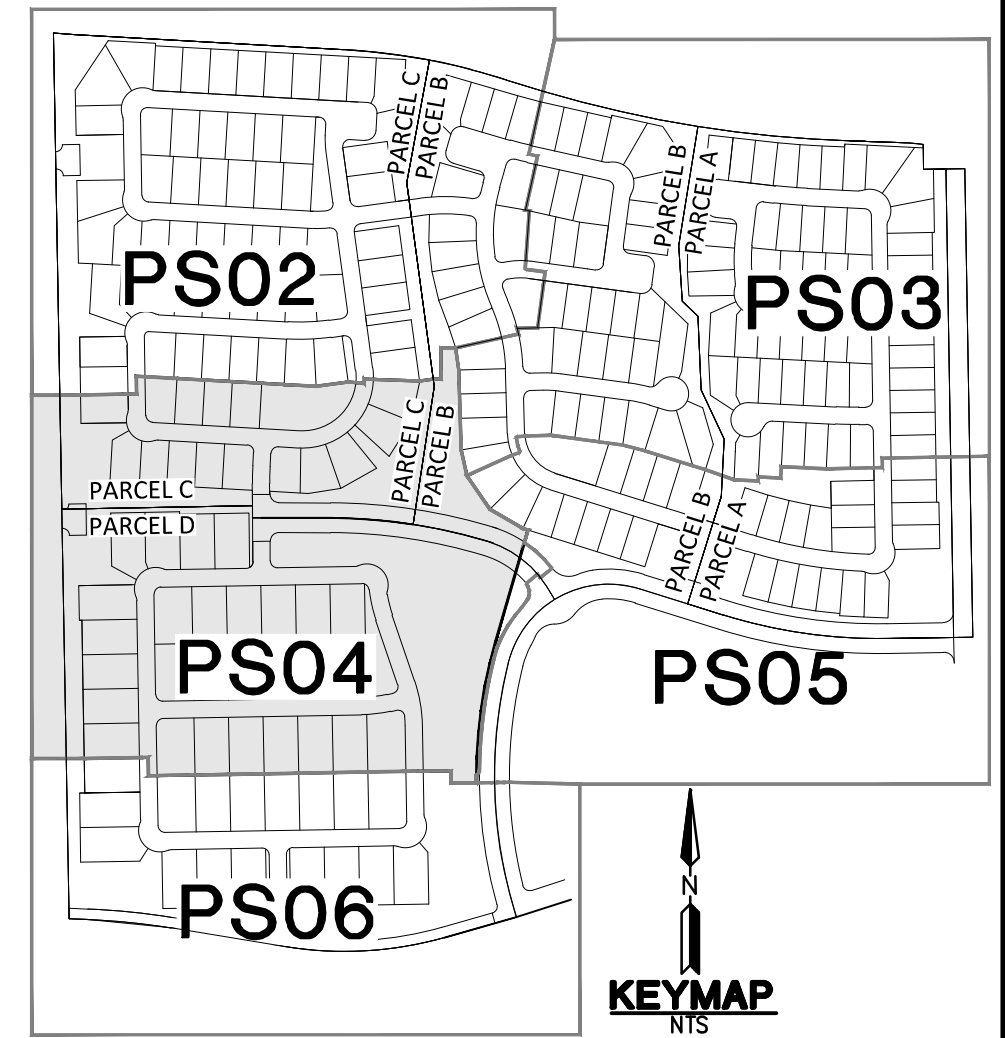 PARCEL C
PARCEL B
PARCEL B
PARCEL A
PS02
PS03
PARCEL C
PARCEL B
PARCEL C
PARCEL D
PARCEL B
PARCEL A
PS04
PS05
PS06
N
KEYMAP
NTS